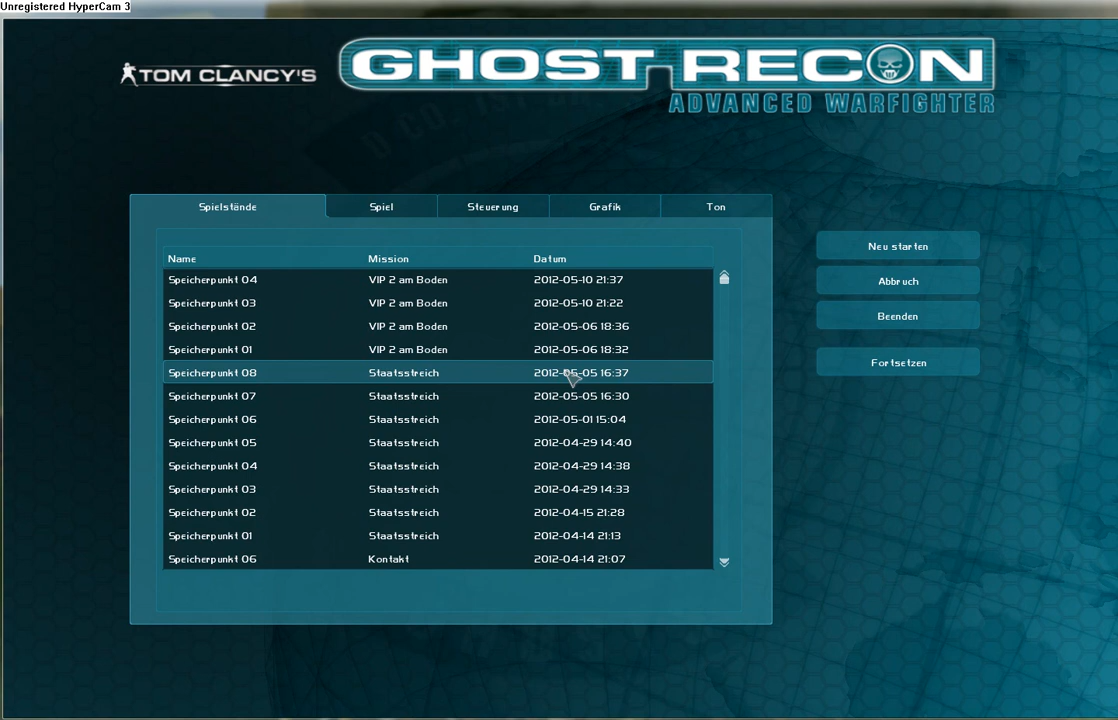 Unregistered HyperCam 3
TOM CLANCY'S GHOST RECON
ADVANCED WARFIGHTER
Spielstände Spiel Steuerung Grafik Ton
Name Mission Datum
Speicherpunkt 04 VIP 2 am Boden 2012-05-10 21:37
Speicherpunkt 03 VIP 2 am Boden 2012-05-10 21:22
Speicherpunkt 02 VIP 2 am Boden 2012-05-06 18:36
Speicherpunkt 01 VIP 2 am Boden 2012-05-06 18:32
Speicherpunkt 08 Staatsstreich 2012-05-05 16:37
Speicherpunkt 07 Staatsstreich 2012-05-05 16:30
Speicherpunkt 06 Staatsstreich 2012-05-01 15:04
Speicherpunkt 05 Staatsstreich 2012-04-29 14:40
Speicherpunkt 04 Staatsstreich 2012-04-29 14:38
Speicherpunkt 03 Staatsstreich 2012-04-29 14:33
Speicherpunkt 02 Staatsstreich 2012-04-15 21:28
Speicherpunkt 01 Staatsstreich 2012-04-14 21:13
Speicherpunkt 06 Kontakt 2012-04-14 21:07
Neu starten
Abbruch
Beenden
Fortsetzen